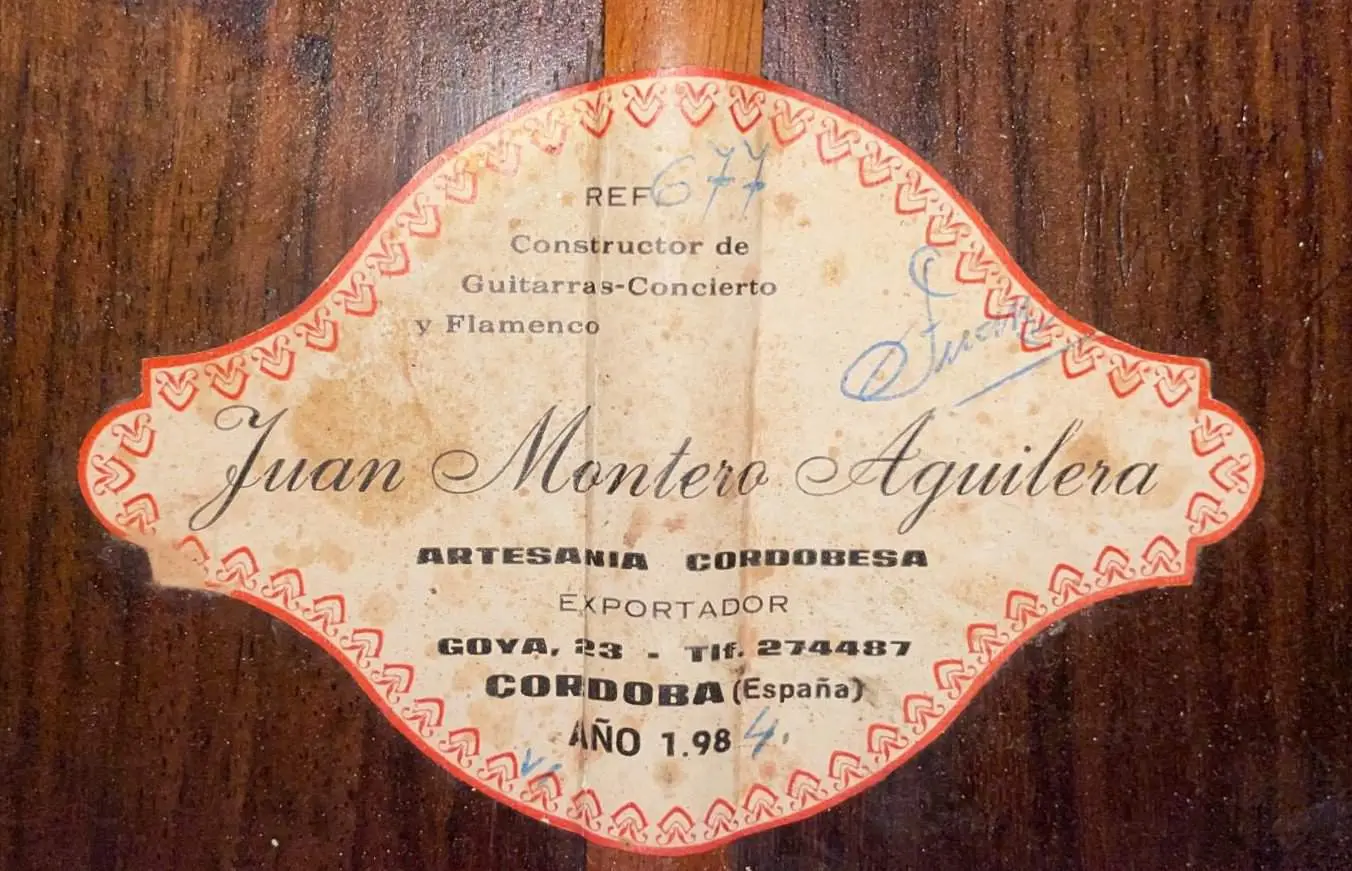 REF 677
Constructor de
Guitarras-Concierto
y Flamenco
Juan Montero Aguilera
ARTESANIA CORDOBESA
EXPORTADOR
GOYA, 23 - Tlf. 274487
CORDOBA (España)
AÑO 1.984.